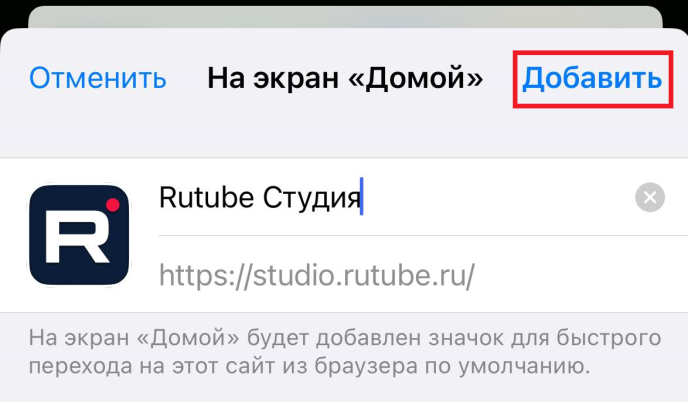 Отменить На экран «Домой» Добавить
Rutube Студия
R
https://studio.rutube.ru/
На экран «Домой» будет добавлен значок для быстрого
перехода на этот сайт из браузера по умолчанию.